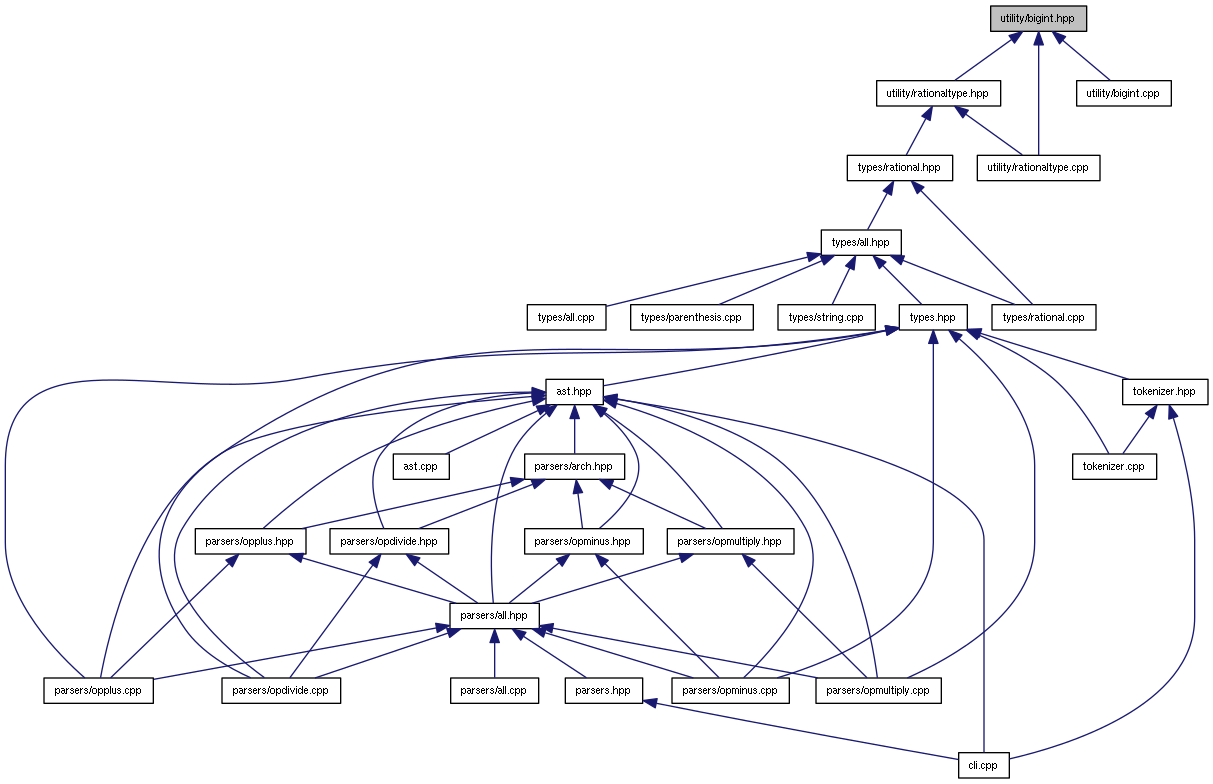 utility/bigint.hpp
utility/rationaltype.hpp
utility/bigint.cpp
types/rational.hpp
utility/rationaltype.cpp
types/all.hpp
types/all.cpp
types/parenthesis.cpp
types/string.cpp
types.hpp
types/rational.cpp
ast.hpp
tokenizer.hpp
ast.cpp
parsers/arch.hpp
tokenizer.cpp
parsers/opplus.hpp
parsers/opdivide.hpp
parsers/opminus.hpp
parsers/opmultiply.hpp
parsers/all.hpp
parsers/opplus.cpp
parsers/opdivide.cpp
parsers/all.cpp
parsers.hpp
parsers/opminus.cpp
parsers/opmultiply.cpp
cli.cpp